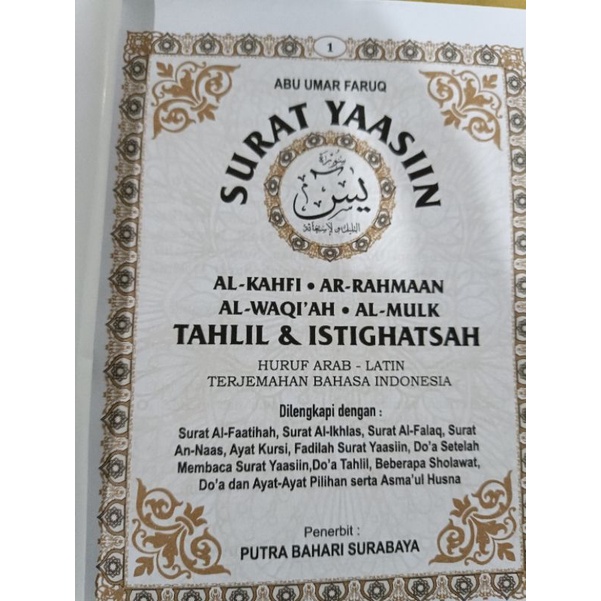 1
ABU UMAR FARUQ
SURAT YAASIIN
سورة
يس
AL-KAHFI • AR-RAHMAAN
AL-WAQI'AH • AL-MULK
TAHLIL & ISTIGHATSAH
HURUF ARAB - LATIN
TERJEMAHAN BAHASA INDONESIA
Dilengkapi dengan :
Surat Al-Faatihah, Surat Al-Ikhlas, Surat Al-Falaq, Surat
An-Naas, Ayat Kursi, Fadilah Surat Yaasiin, Do'a Setelah
Membaca Surat Yaasiin,Do'a Tahlil, Beberapa Sholawat,
Do'a dan Ayat-Ayat Pilihan serta Asma'ul Husna
Penerbit :
PUTRA BAHARI SURABAYA